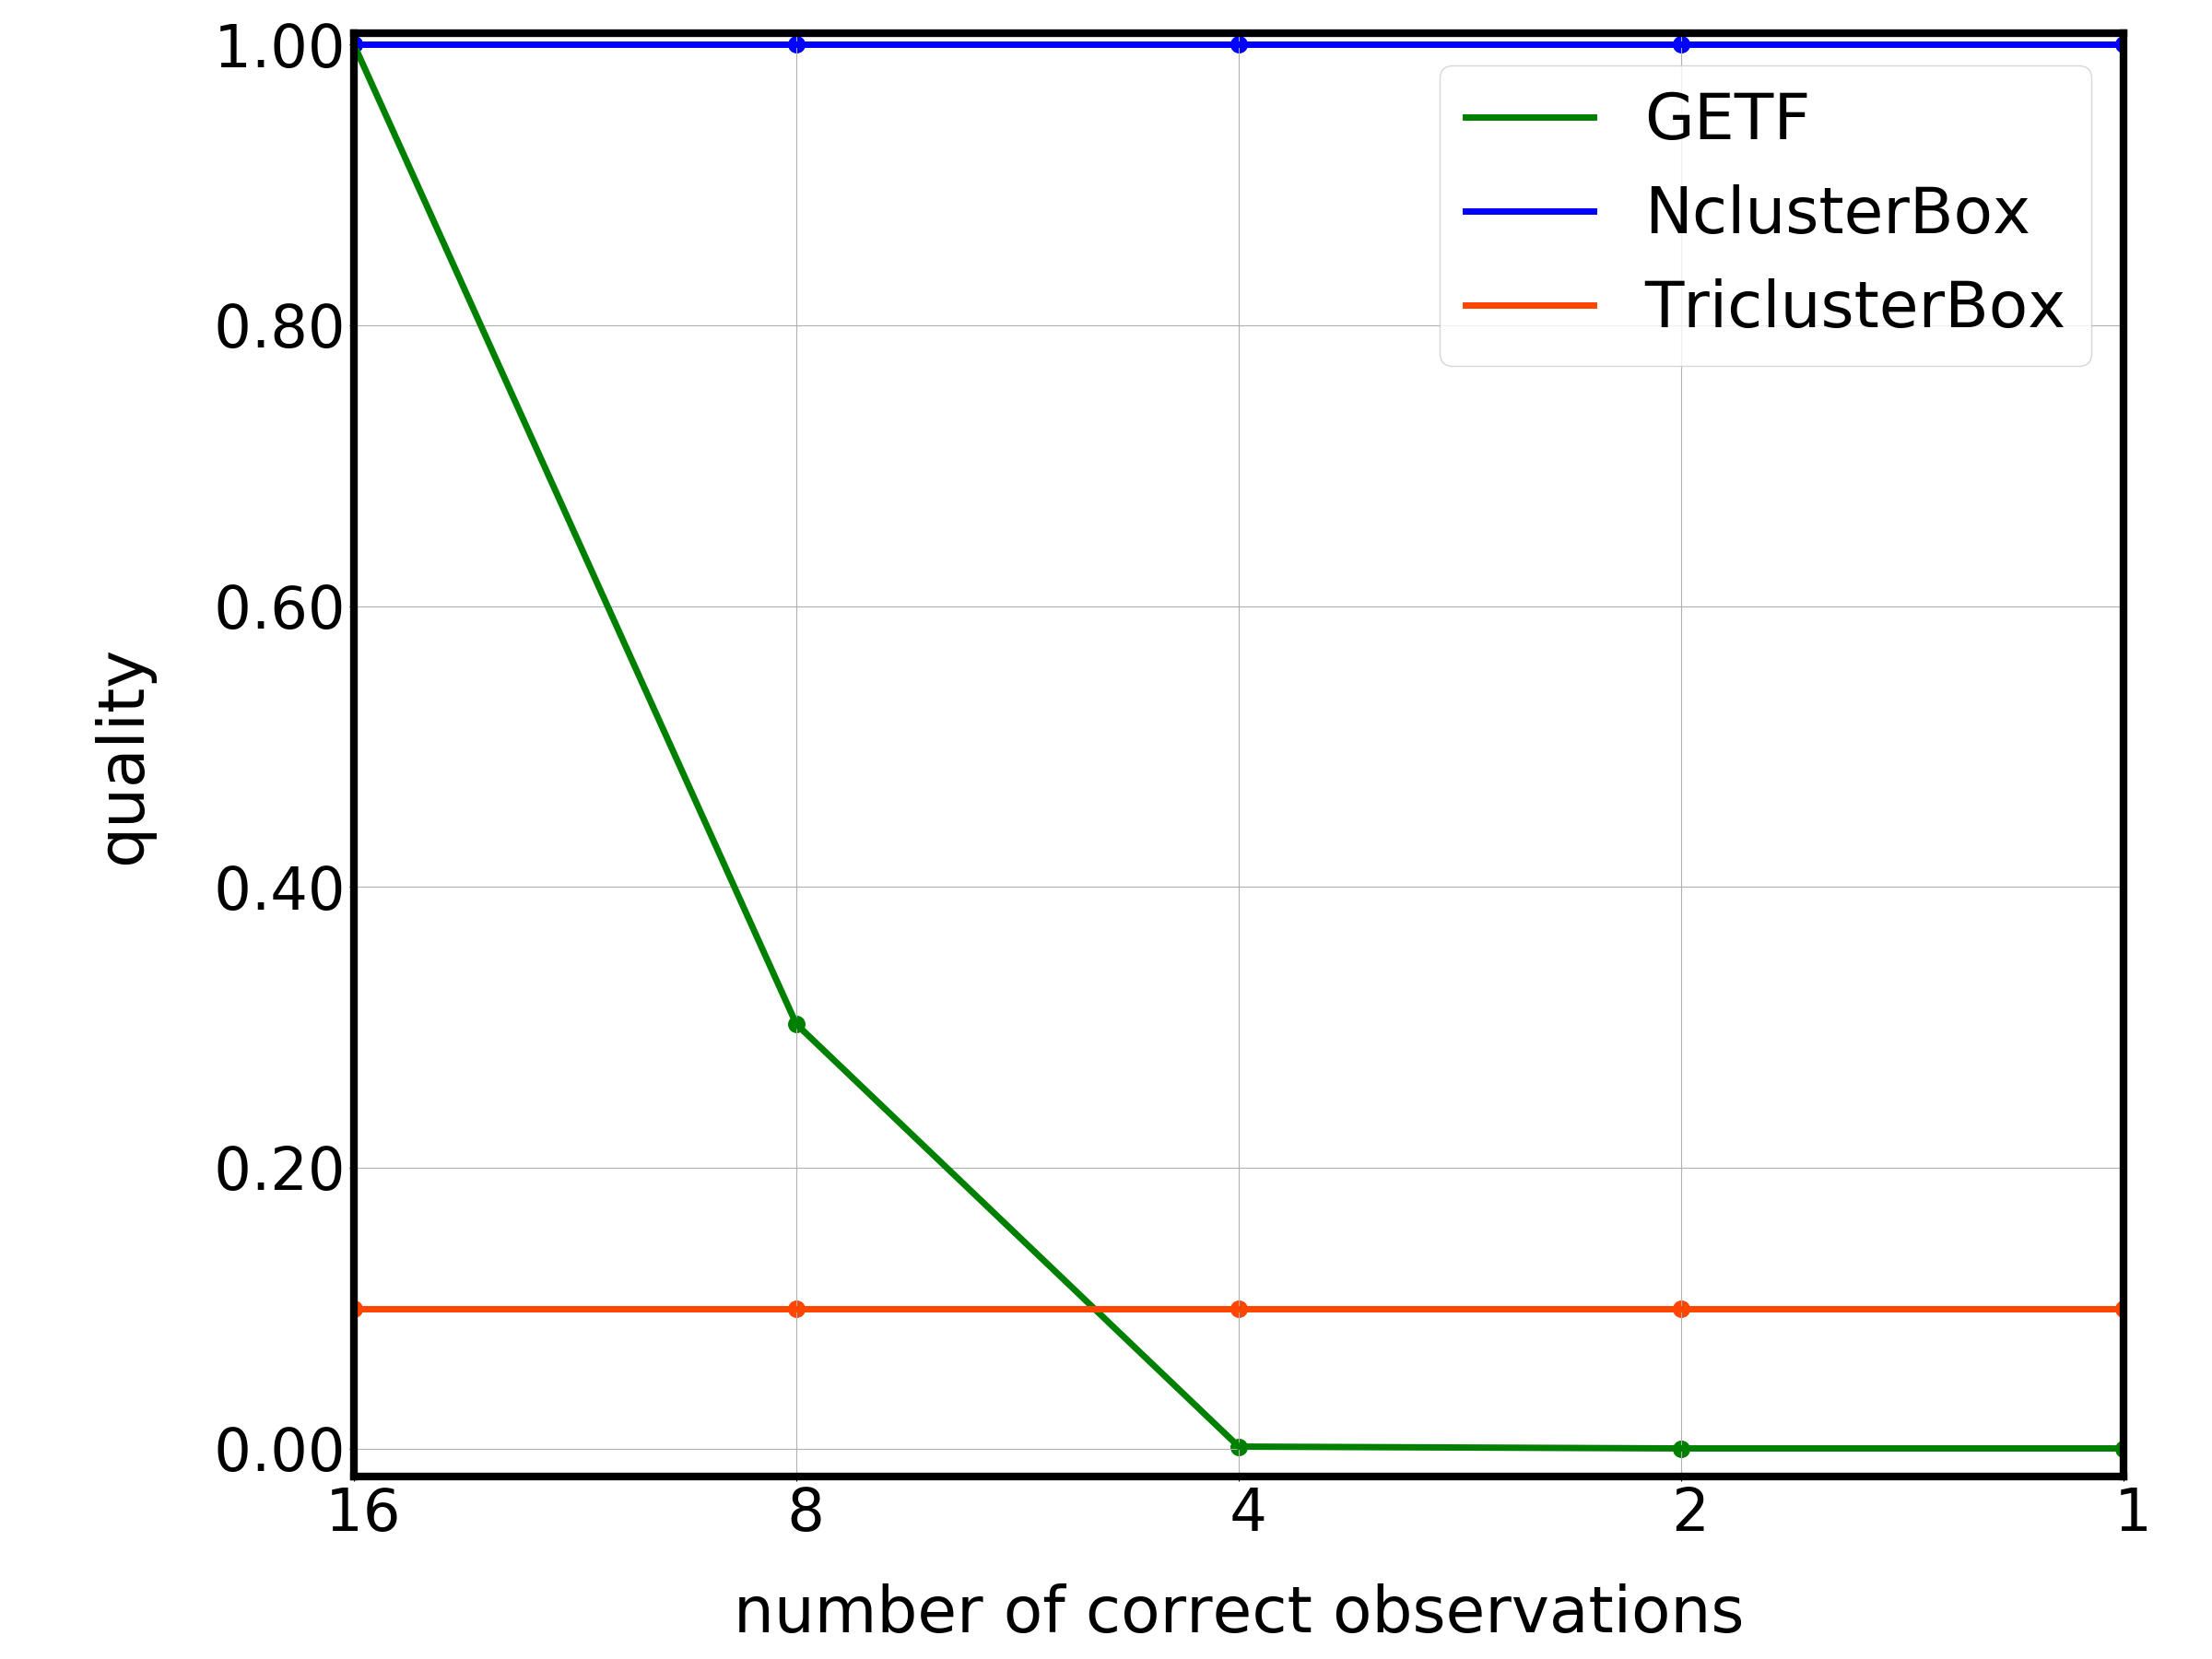 1.00
0.80
0.60
0.40
0.20
0.00
quality
16 8 4 2 1
number of correct observations
GETF
NclusterBox
TriclusterBox